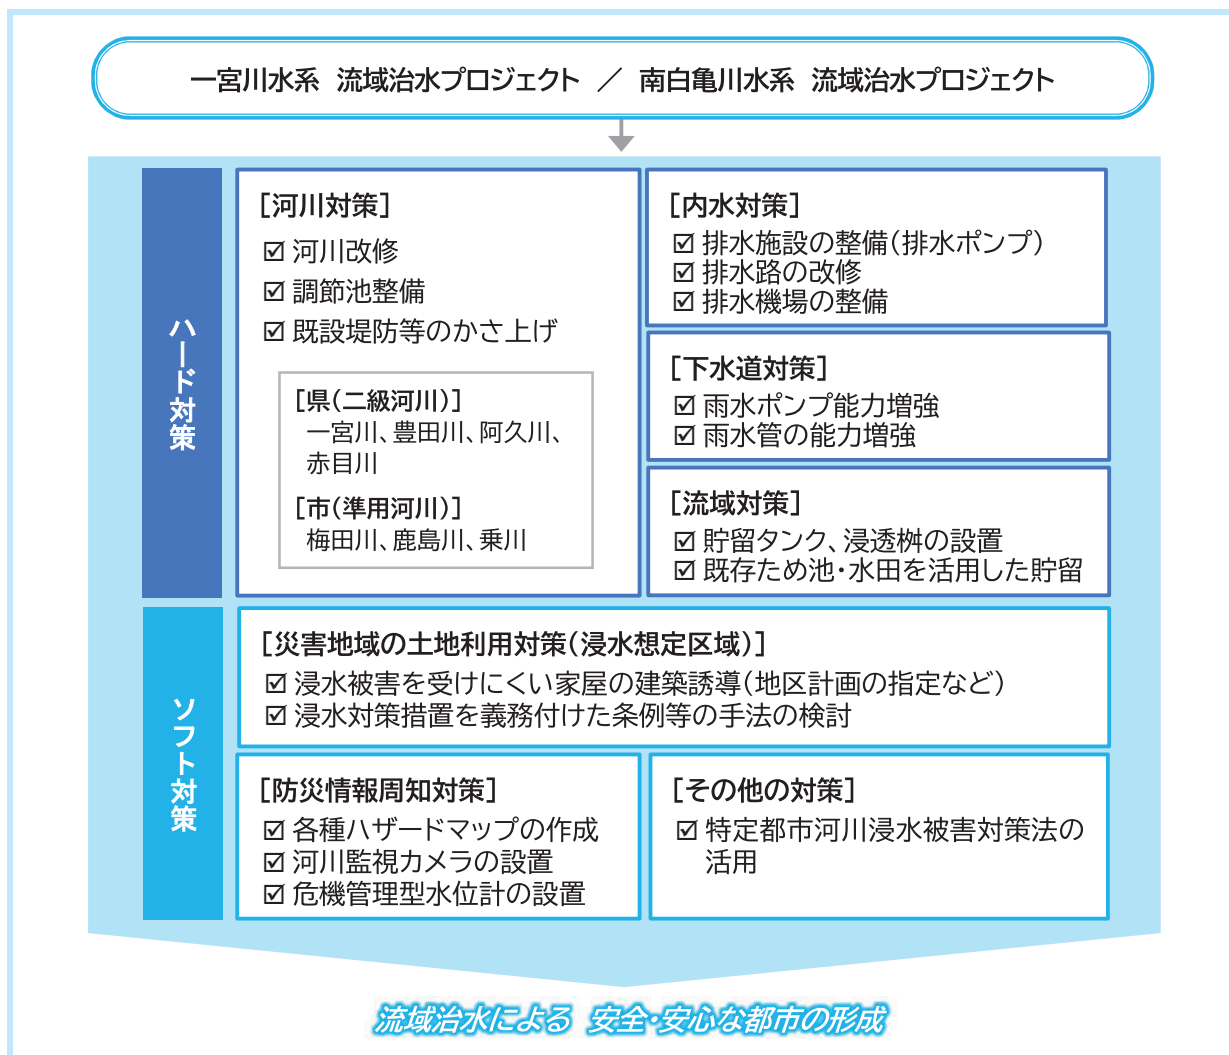 一宮川水系 流域治水プロジェクト ／ 南白亀川水系 流域治水プロジェクト
ハード対策
[河川対策]
☑ 河川改修
☑ 調節池整備
☑ 既設堤防等のかさ上げ
[県(二級河川)]
一宮川、豊田川、阿久川、
赤目川
[市(準用河川)]
梅田川、鹿島川、乗川
[内水対策]
☑ 排水施設の整備(排水ポンプ)
☑ 排水路の改修
☑ 排水機場の整備
[下水道対策]
☑ 雨水ポンプ能力増強
☑ 雨水管の能力増強
[流域対策]
☑ 貯留タンク、浸透桝の設置
☑ 既存ため池・水田を活用した貯留
ソフト対策
[災害地域の土地利用対策(浸水想定区域)]
☑ 浸水被害を受けにくい家屋の建築誘導(地区計画の指定など)
☑ 浸水対策措置を義務付けた条例等の手法の検討
[防災情報周知対策]
☑ 各種ハザードマップの作成
☑ 河川監視カメラの設置
☑ 危機管理型水位計の設置
[その他の対策]
☑ 特定都市河川浸水被害対策法の
活用
流域治水による 安全・安心な都市の形成